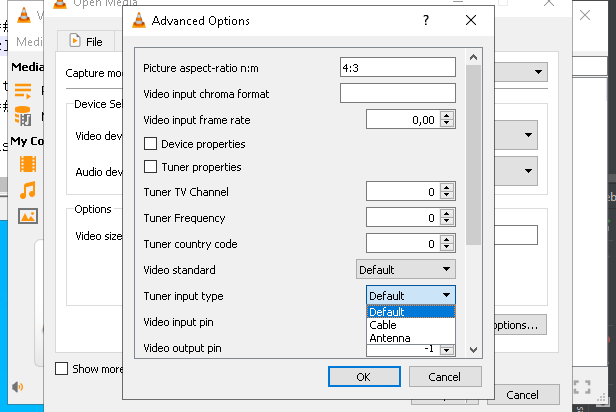 Open Media
Advanced Options
?
Media
File
Picture aspect-ratio n:m
4:3
Capture mo
Video input chroma format
Media
Video input frame rate
0,00
Device Sel
Device properties
Video dev
Tuner properties
My Co
Audio dev
Tuner TV Channel
0
Options
Tuner Frequency
0
Video size
Tuner country code
0
Video standard
Default
Tuner input type
Default
Default
Cable
Antenna
Video input pin
options...
Video output pin
-1
Show more
OK
Cancel
Cancel